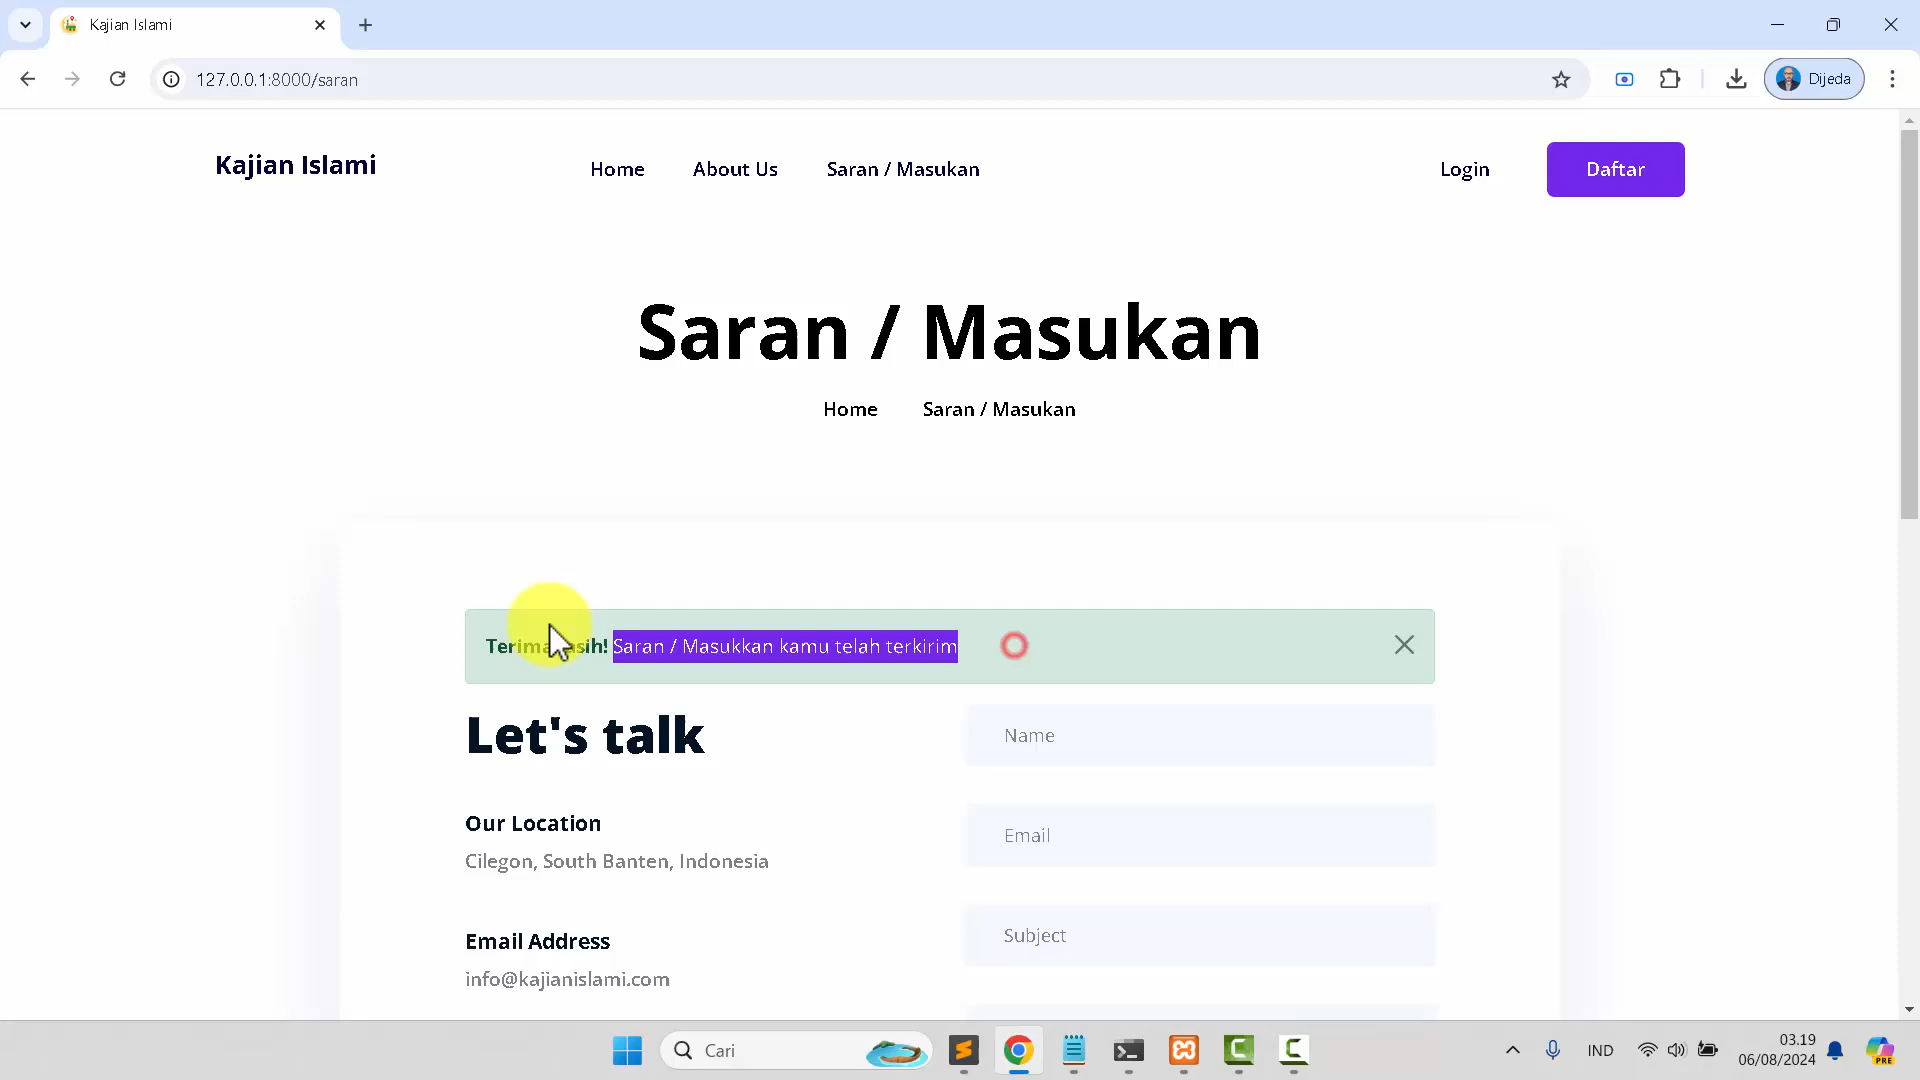 Kajian Islami
127.0.0.1:8000/saran
Dijeda
Kajian Islami
Home
About Us
Saran / Masukan
Login
Daftar
Saran / Masukan
Home
Saran / Masukan
Saran / Masukkan kamu telah terkirim
Let's talk
Name
Our Location
Email
Cilegon, South Banten, Indonesia
Subject
Email Address
info@kajianislami.com
Cari
IND
03.19
06/08/2024
PRE